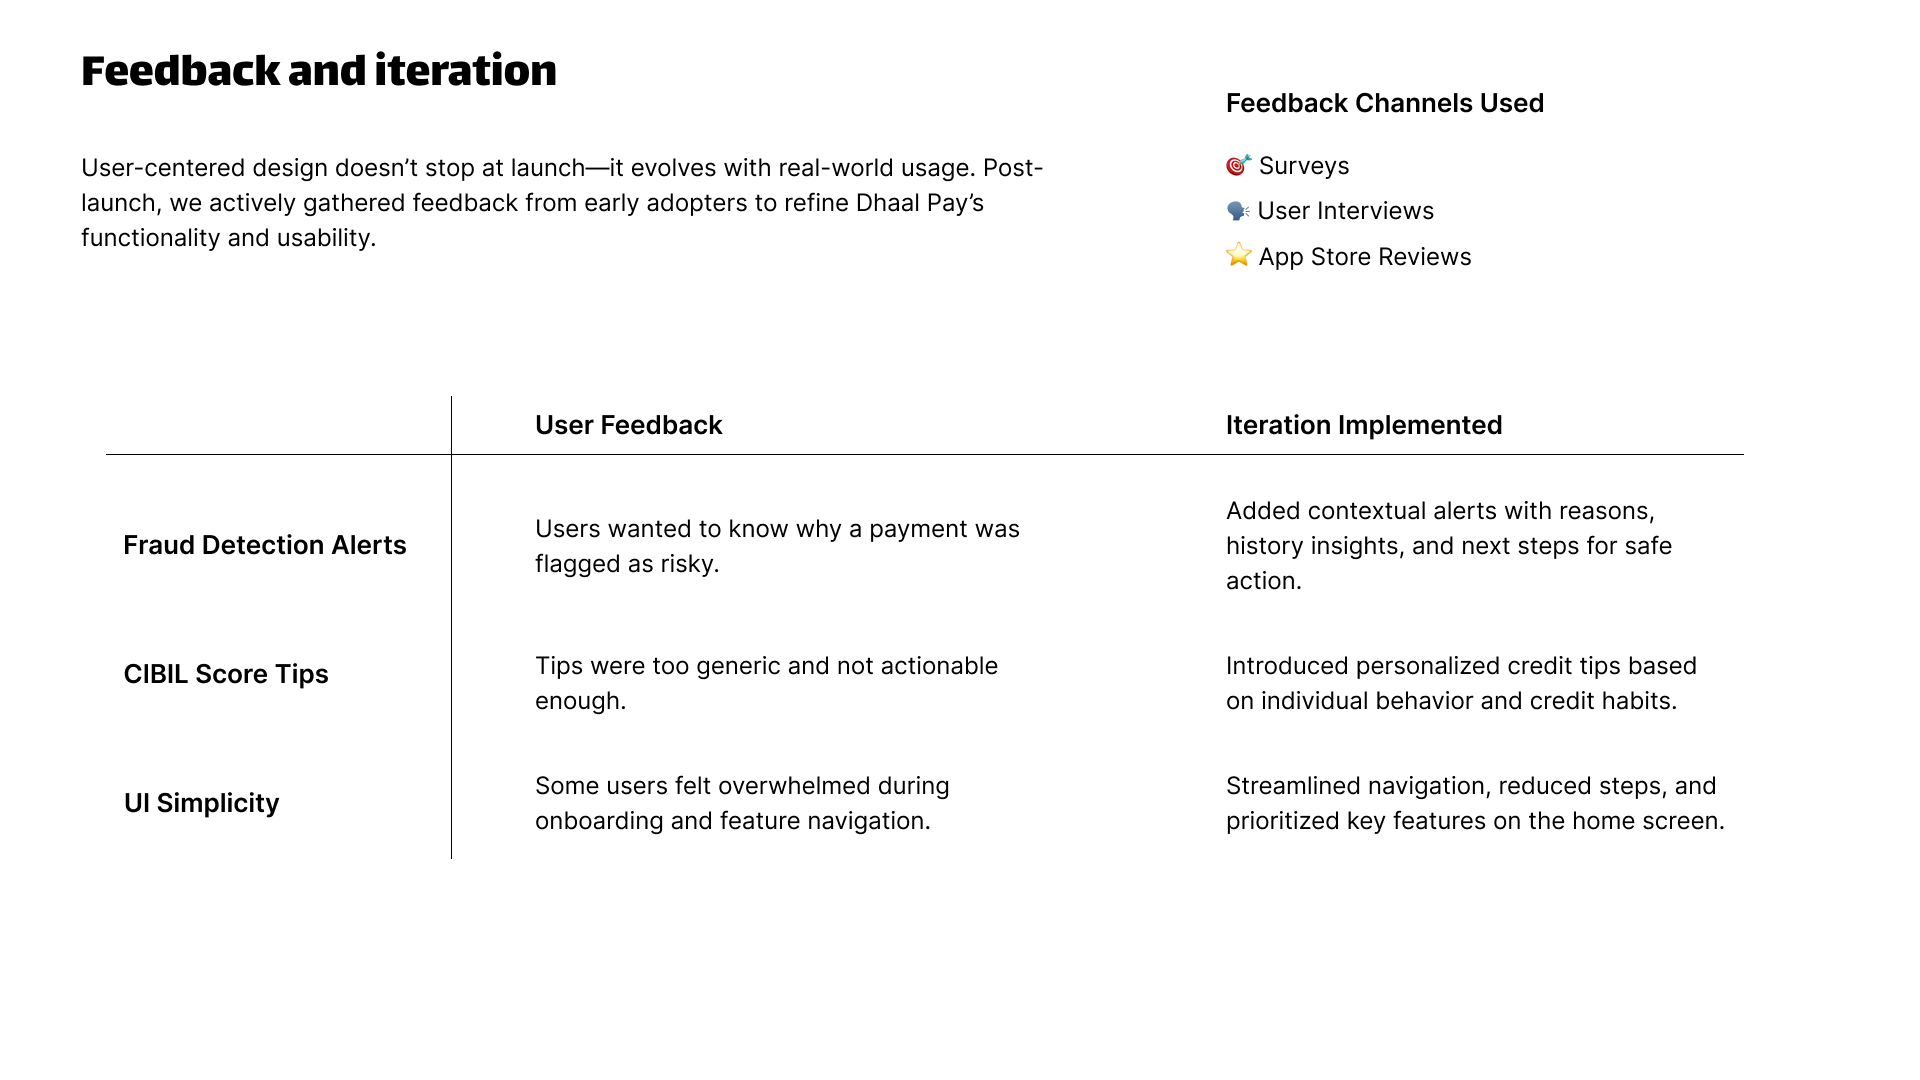 Feedback and iteration
User-centered design doesn’t stop at launch—it evolves with real-world usage. Post-
launch, we actively gathered feedback from early adopters to refine Dhaal Pay’s
functionality and usability.
Feedback Channels Used
🎯 Surveys
🗣️ User Interviews
⭐ App Store Reviews
User Feedback
Iteration Implemented
Fraud Detection Alerts
Users wanted to know why a payment was
flagged as risky.
Added contextual alerts with reasons,
history insights, and next steps for safe
action.
CIBIL Score Tips
Tips were too generic and not actionable
enough.
Introduced personalized credit tips based
on individual behavior and credit habits.
UI Simplicity
Some users felt overwhelmed during
onboarding and feature navigation.
Streamlined navigation, reduced steps, and
prioritized key features on the home screen.